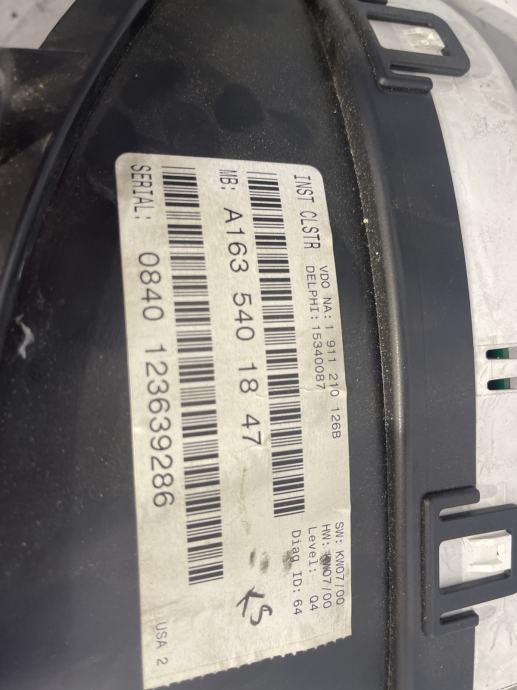 INST CLSTR
VDO NA: 1 911 210 126B
DELPHI: 15340087
SW: KW07/00
HW: KW07/00
Level: Q4
Diag ID: 64
MB: A163 540 18 47
KS
SERIAL: 0840 123639286
USA 2